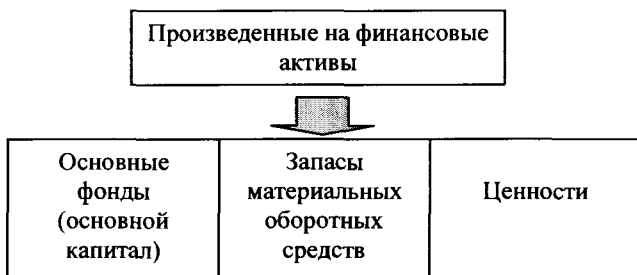 Произведенные на финансовые
активы
Основные
фонды
(основной
капитал)
Запасы
материальных
оборотных
средств
Ценности